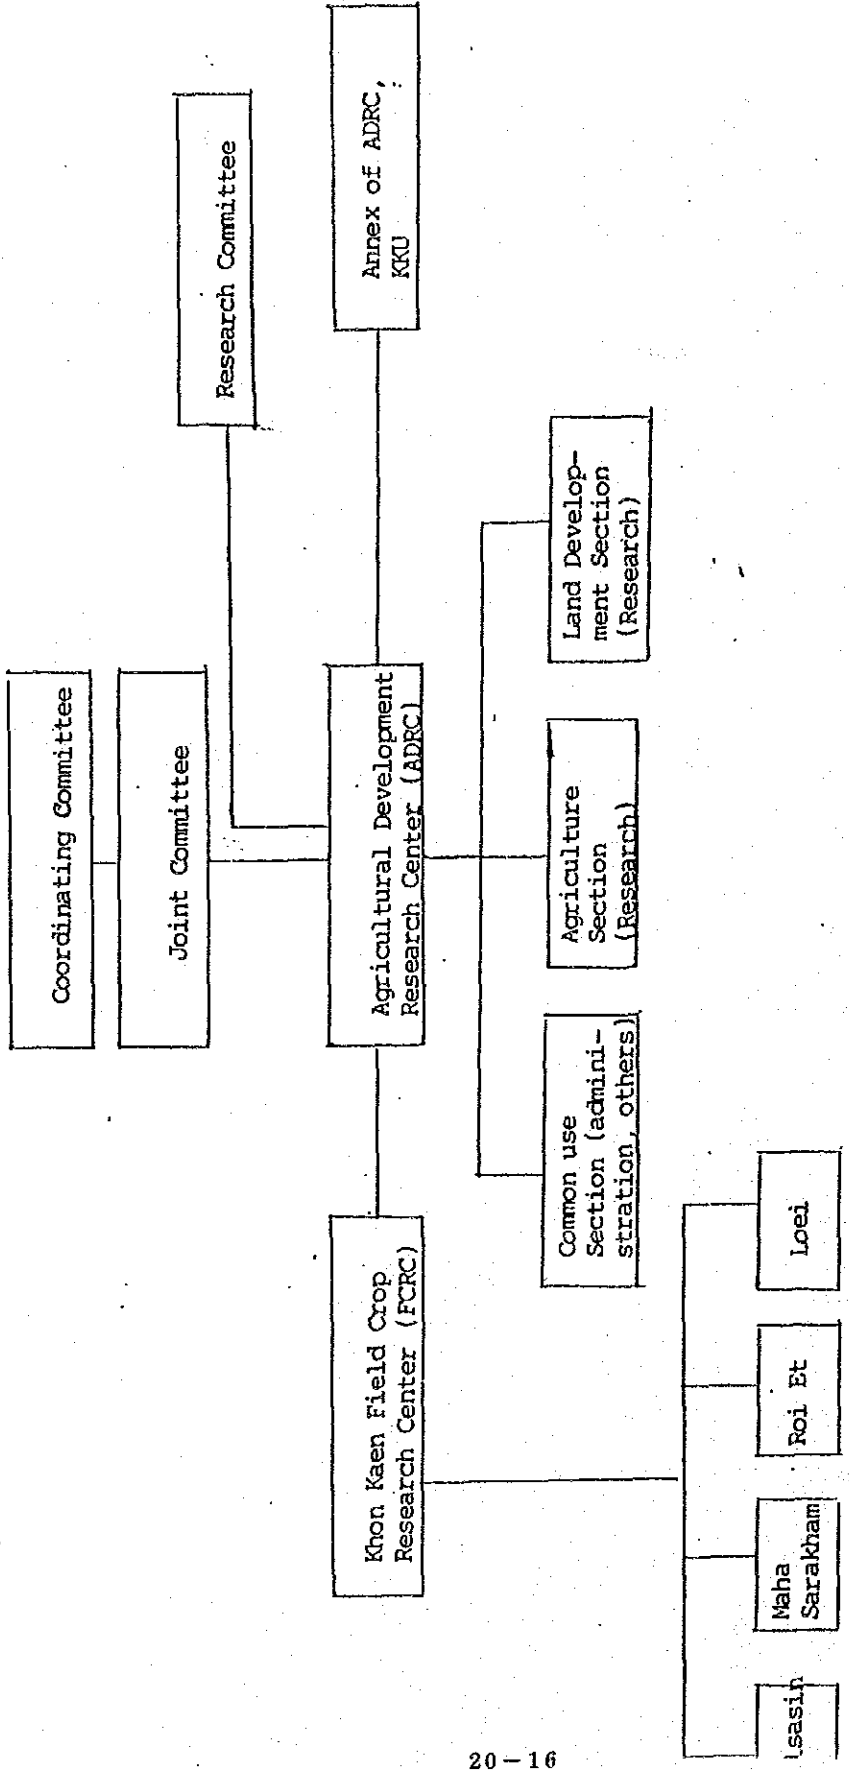 Coordinating Committee
Joint Committee
Research Committee
Khon Kaen Field Crop
Research Center (FCRC)
Agricultural Development
Research Center (ADRC)
Annex of ADRC,
KKU
Common use
Section (admini-
stration, others)
Agriculture
Section
(Research)
Land Develop-
ment Section
(Research)
lsasin
Maha
Sarakham
Roi Et
Loei
20-16